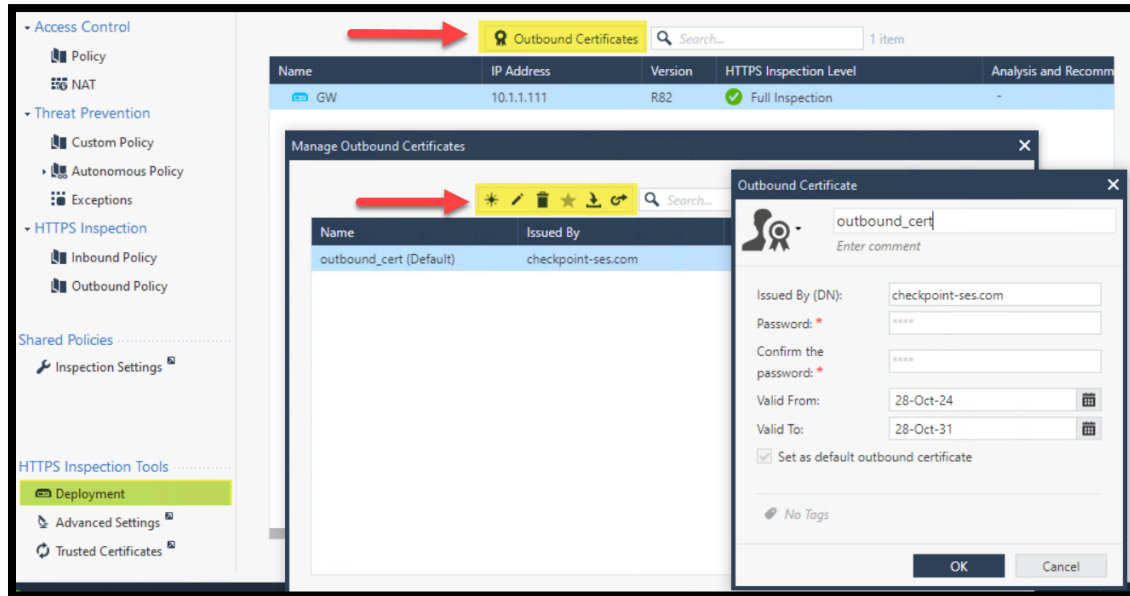 Access Control
Policy
NAT
Threat Prevention
Custom Policy
Autonomous Policy
Exceptions
HTTPS Inspection
Inbound Policy
Outbound Policy
Shared Policies
Inspection Settings
HTTPS Inspection Tools
Deployment
Advanced Settings
Trusted Certificates
Outbound Certificates Search... 1 item
Name IP Address Version HTTPS Inspection Level Analysis and Recomm
GW 10.1.1.111 R82 Full Inspection -
Manage Outbound Certificates
Search...
Name Issued By
outbound_cert (Default) checkpoint-ses.com
Outbound Certificate
outbound_cert
Enter comment
Issued By (DN): checkpoint-ses.com
Password: * ****
Confirm the
password: * ****
Valid From: 28-Oct-24
Valid To: 28-Oct-31
Set as default outbound certificate
No Tags
OK Cancel